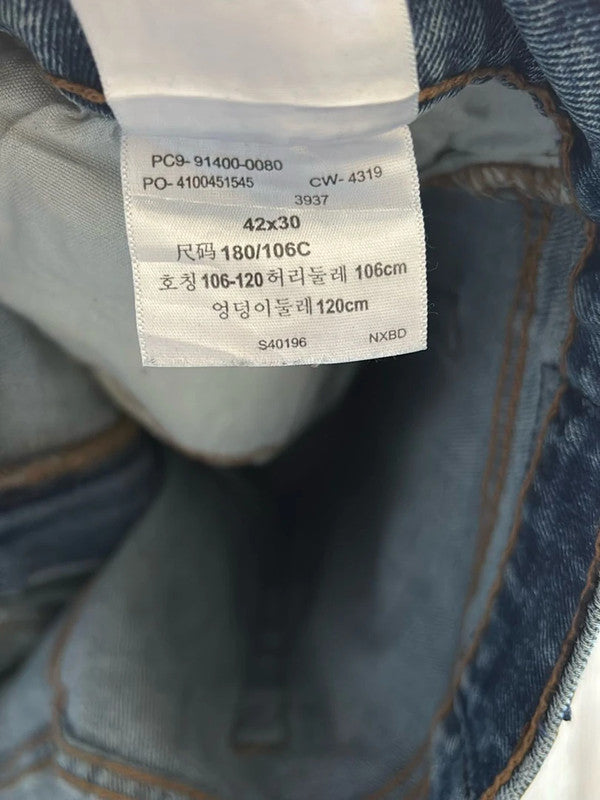 PC9-91400-0080
PO-4100451545 CW-4319
3937
42x30
尺码 180/106C
호칭 106-120 허리둘레 106cm
엉덩이둘레 120cm
S40196 NXBD